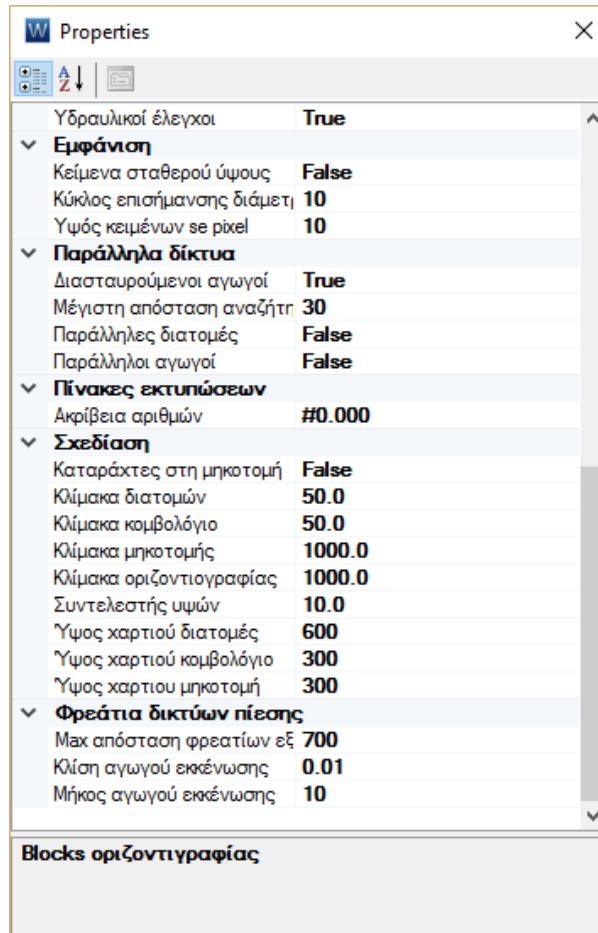 W Properties
Υδραυλικοί έλεγχοι True
Εμφάνιση
Κείμενα σταθερού ύψους False
Κύκλος επισήμανσης διάμετρ 10
Υψός κειμένων se pixel 10
Παράλληλα δίκτυα
Διασταυρούμενοι αγωγοί True
Μέγιστη απόσταση αναζήτη 30
Παράλληλες διατομές False
Παράλληλοι αγωγοί False
Πίνακες εκτυπώσεων
Ακρίβεια αριθμών #0.000
Σχεδίαση
Καταράχτες στη μηκοτομή False
Κλίμακα διατομών 50.0
Κλίμακα κομβολόγιο 50.0
Κλίμακα μηκοτομής 1000.0
Κλίμακα οριζοντιογραφίας 1000.0
Συντελεστής υψών 10.0
Ύψος χαρτιού διατομές 600
Ύψος χαρτιού κομβολόγιο 300
Ύψος χαρτιου μηκοτομή 300
Φρεάτια δικτύων πίεσης
Max απόσταση φρεατίων εξ 700
Κλίση αγωγού εκκένωσης 0.01
Μήκος αγωγού εκκένωσης 10
Blocks οριζοντιγραφίας